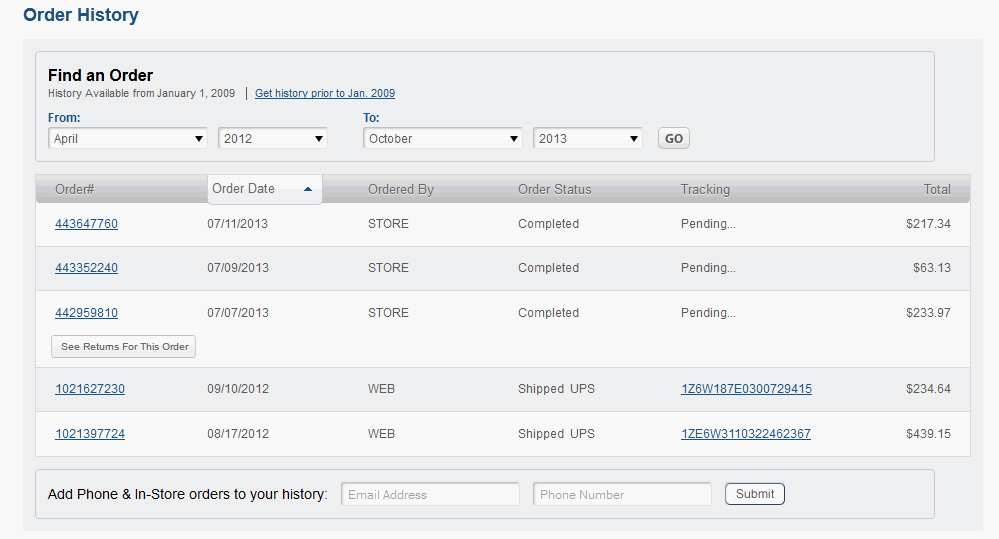 Order History
Find an Order
History Available from January 1, 2009 | Get history prior to Jan. 2009
From: To:
April 2012 October 2013 GO
Order# Order Date Ordered By Order Status Tracking Total
443647760 07/11/2013 STORE Completed Pending... $217.34
443352240 07/09/2013 STORE Completed Pending... $63.13
442959810 07/07/2013 STORE Completed Pending... $233.97
See Returns For This Order
1021627230 09/10/2012 WEB Shipped UPS 1Z6W187E0300729415 $234.64
1021397724 08/17/2012 WEB Shipped UPS 1ZE6W3110322462367 $439.15
Add Phone & In-Store orders to your history: Email Address Phone Number Submit